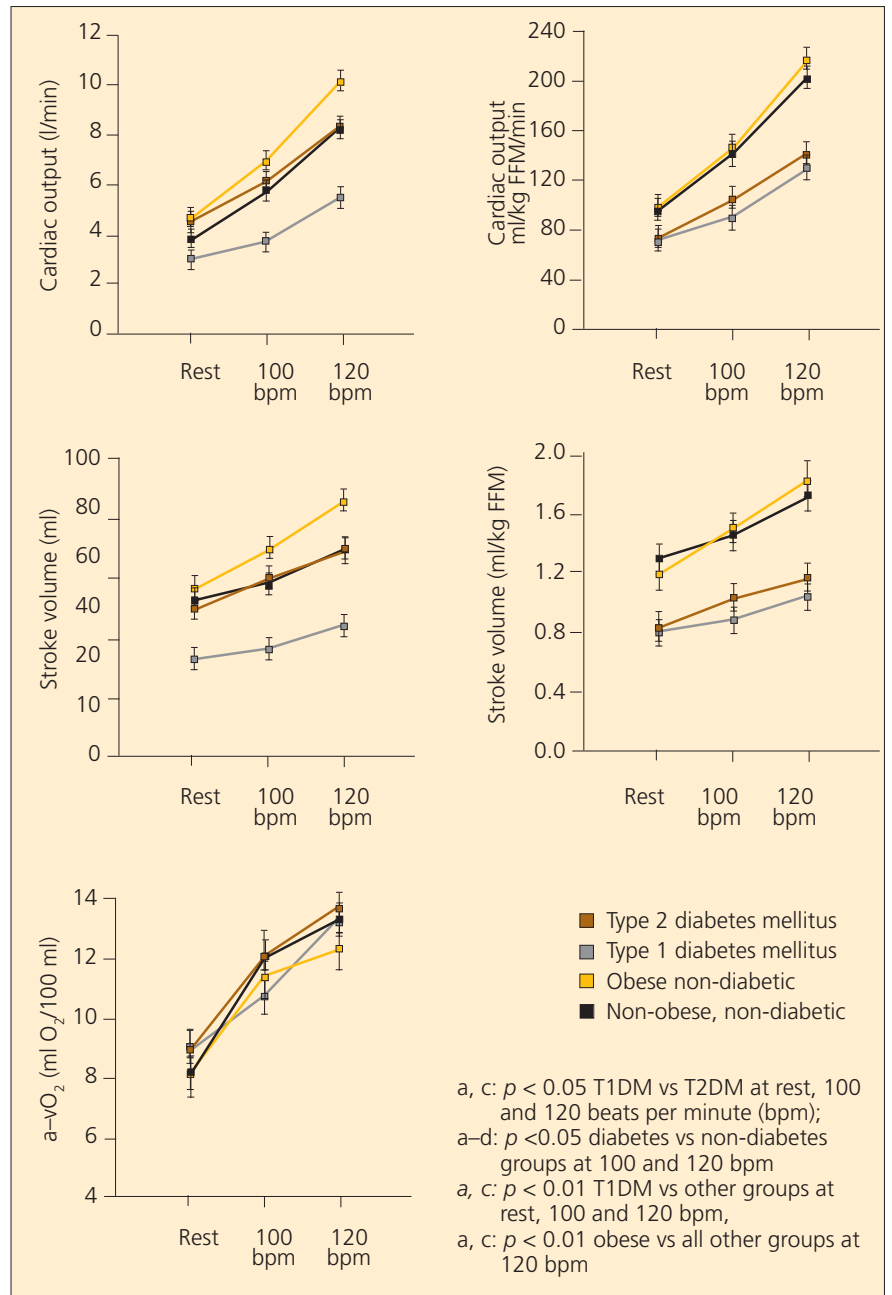 12
10
8
6
4
2
0
Cardiac output (l/min)
Rest
100
bpm
120
bpm
240
200
160
120
80
40
0
Cardiac output
ml/kg FFM/min
Rest
100
bpm
120
bpm
100
80
60
40
20
10
0
Stroke volume (ml)
Rest
100
bpm
120
bpm
2.0
1.6
1.2
0.8
0.4
0.0
Stroke volume (ml/kg FFM)
Rest
100
bpm
120
bpm
14
12
10
8
6
4
a–vO₂ (ml O₂/100 ml)
Rest
100
bpm
120
bpm
Type 2 diabetes mellitus
Type 1 diabetes mellitus
Obese non-diabetic
Non-obese, non-diabetic
a, c: p < 0.05 T1DM vs T2DM at rest, 100
and 120 beats per minute (bpm);
a–d: p <0.05 diabetes vs non-diabetes
groups at 100 and 120 bpm
a, c: p < 0.01 T1DM vs other groups at
rest, 100 and 120 bpm,
a, c: p < 0.01 obese vs all other groups at
120 bpm